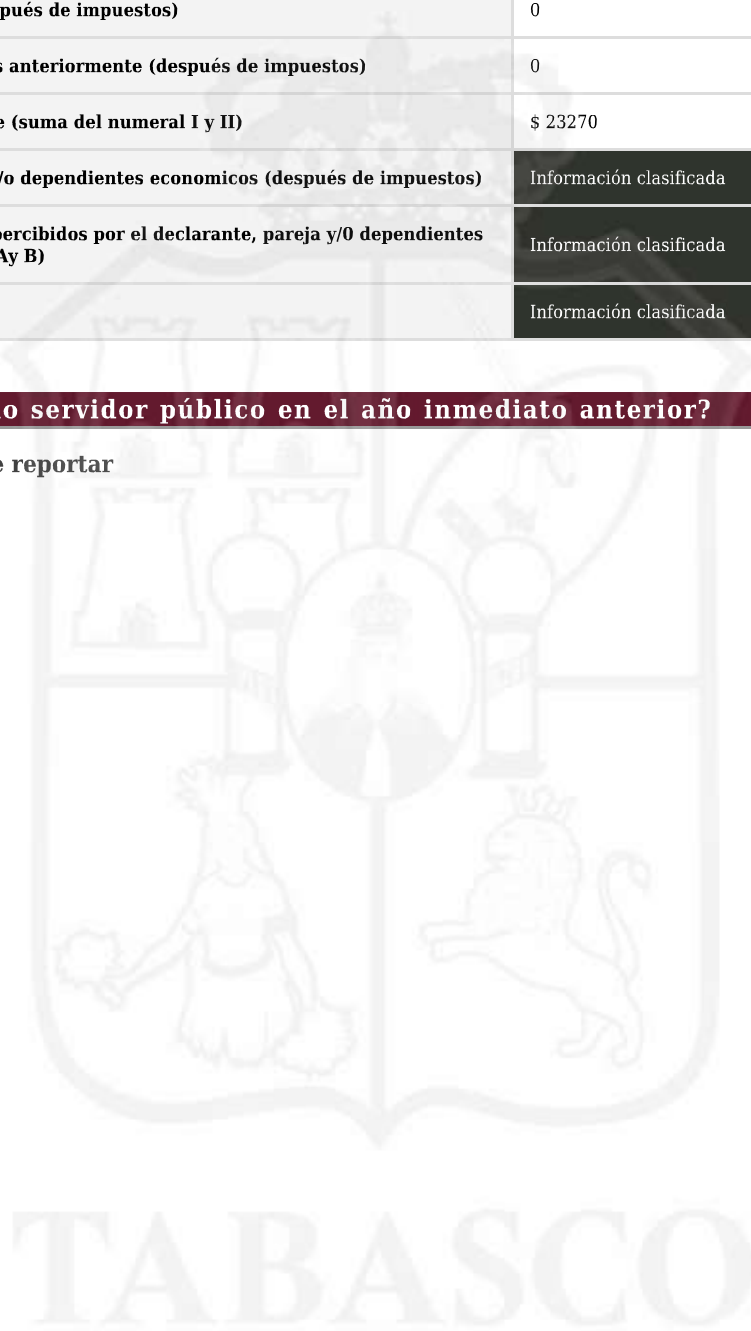 pués de impuestos) 0
s anteriormente (después de impuestos) 0
e (suma del numeral I y II) $ 23270
/o dependientes economicos (después de impuestos) Información clasificada
percibidos por el declarante, pareja y/0 dependientes Información clasificada
Ay B)
Información clasificada
o servidor público en el año inmediato anterior?
e reportar
TABASCO